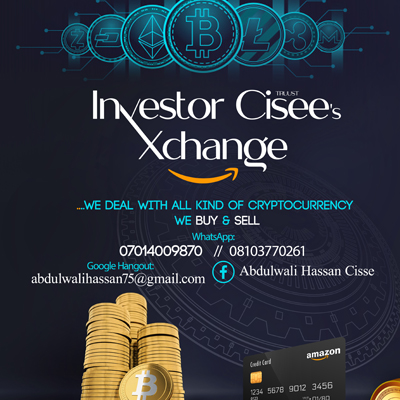 TRUUST
Investor Cisee's
Xchange
....WE DEAL WITH ALL KIND OF CRYPTOCURRENCY
WE BUY & SELL
WhatsApp:
07014009870 // 08103770261
Google Hangout:
abdulwalihassan75@gmail.com
Abdulwali Hassan Cisse
amazon
Credit Card
1234 5678 9012 3456